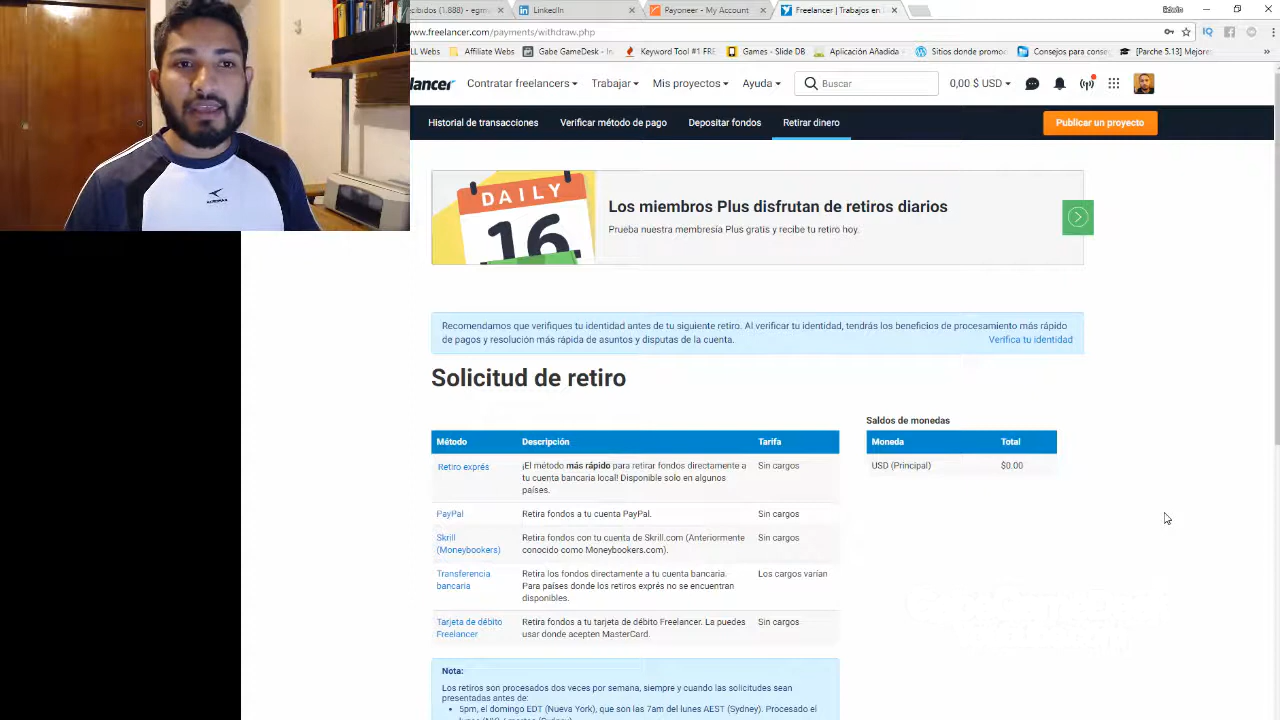 cibidos (1.888) - egrm
LinkedIn
Payoneer - My Account
Freelancer | Trabajos en l
ww.freelancer.com/payments/withdraw.php
LL Webs
Affiliate Webs
Gabe GameDesk - In
Keyword Tool #1 FRE
Games - Slide DB
Aplicación Añadida
Sitios donde promo
Consejos para conse
[Parche 5.13] Mejores
»
elancer
Contratar freelancers
Trabajar
Mis proyectos
Ayuda
Buscar
0,00 $ USD
Historial de transacciones
Verificar método de pago
Depositar fondos
Retirar dinero
Publicar un proyecto
DAILY
16
Los miembros Plus disfrutan de retiros diarios
Prueba nuestra membresía Plus gratis y recibe tu retiro hoy.
Recomendamos que verifiques tu identidad antes de tu siguiente retiro. Al verificar tu identidad, tendrás los beneficios de procesamiento más rápido
de pagos y resolución más rápida de asuntos y disputas de la cuenta.
Verifica tu identidad
Solicitud de retiro
Método
Descripción
Tarifa
Retiro exprés
¡El método más rápido para retirar fondos directamente a
tu cuenta bancaria local! Disponible solo en algunos
países.
Sin cargos
PayPal
Retira fondos a tu cuenta PayPal.
Sin cargos
Skrill
(Moneybookers)
Retira fondos con tu cuenta de Skrill.com (Anteriormente
conocido como Moneybookers.com).
Sin cargos
Transferencia
bancaria
Retira los fondos directamente a tu cuenta bancaria.
Para países donde los retiros exprés no se encuentran
disponibles.
Los cargos varían
Tarjeta de débito
Freelancer
Retira fondos a tu tarjeta de débito Freelancer. La puedes
usar donde acepten MasterCard.
Sin cargos
Saldos de monedas
Moneda
Total
USD (Principal)
$0.00
Nota:
Los retiros son procesados dos veces por semana, siempre y cuando las solicitudes sean
presentadas antes de:
• 5pm, el domingo EDT (Nueva York), que son las 7am del lunes AEST (Sydney). Procesado el